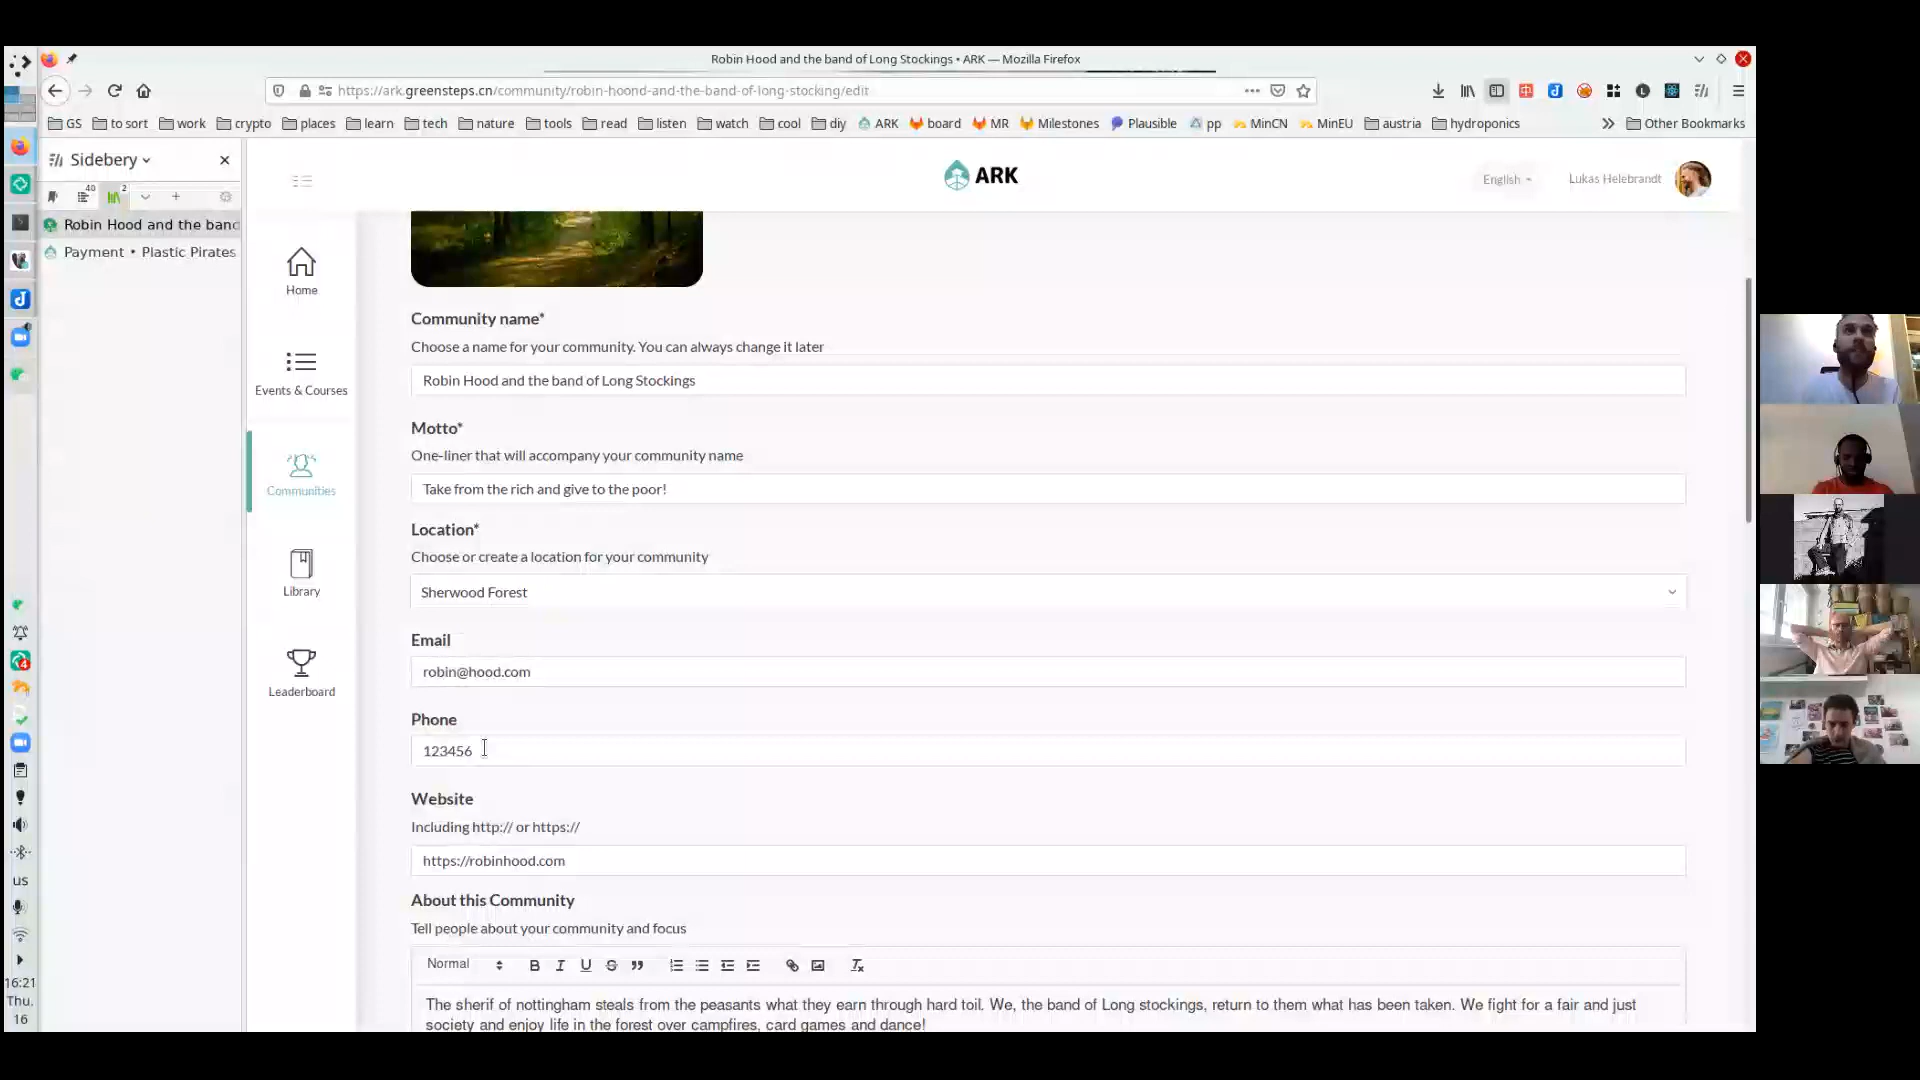 Robin Hood and the band of Long Stockings • ARK — Mozilla Firefox
https://ark.greensteps.cn/community/robin-hoond-and-the-band-of-long-stocking/edit
GS to sort work crypto places learn tech nature tools read listen watch cool diy ARK board MR Milestones Plausible pp MinCN MinEU austria hydroponics Other Bookmarks
Sidebery
40 2
Robin Hood and the band
Payment • Plastic Pirates
ARK
English
Lukas Helebrandt
Home
Events & Courses
Communities
Library
Leaderboard
Community name*
Choose a name for your community. You can always change it later
Robin Hood and the band of Long Stockings
Motto*
One-liner that will accompany your community name
Take from the rich and give to the poor!
Location*
Choose or create a location for your community
Sherwood Forest
Email
robin@hood.com
Phone
123456
Website
Including http:// or https://
https://robinhood.com
About this Community
Tell people about your community and focus
Normal
The sherif of nottingham steals from the peasants what they earn through hard toil. We, the band of Long stockings, return to them what has been taken. We fight for a fair and just
society and enjoy life in the forest over campfires, card games and dance!
4
us
16:21
Thu,
16